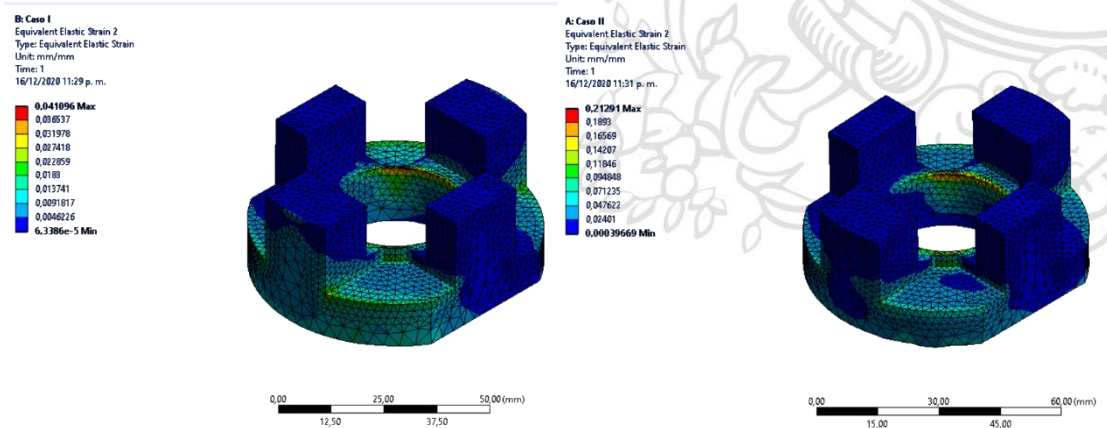 B: Caso I
Equivalent Elastic Strain 2
Type: Equivalent Elastic Strain
Unit: mm/mm
Time: 1
16/12/2020 11:29 p. m.
0,041096 Max
0,036537
0,031978
0,027418
0,022859
0,0183
0,013741
0,0091817
0,0046226
6,3386e-5 Min
0,00
25,00
50,00 (mm)
12,50
37,50
A: Caso II
Equivalent Elastic Strain 2
Type: Equivalent Elastic Strain
Unit: mm/mm
Time: 1
16/12/2020 11:31 p. m.
0,21291 Max
0,1893
0,16569
0,14207
0,11846
0,094848
0,071235
0,047622
0,02401
0,00039669 Min
0,00
30,00
60,00 (mm)
15,00
45,00